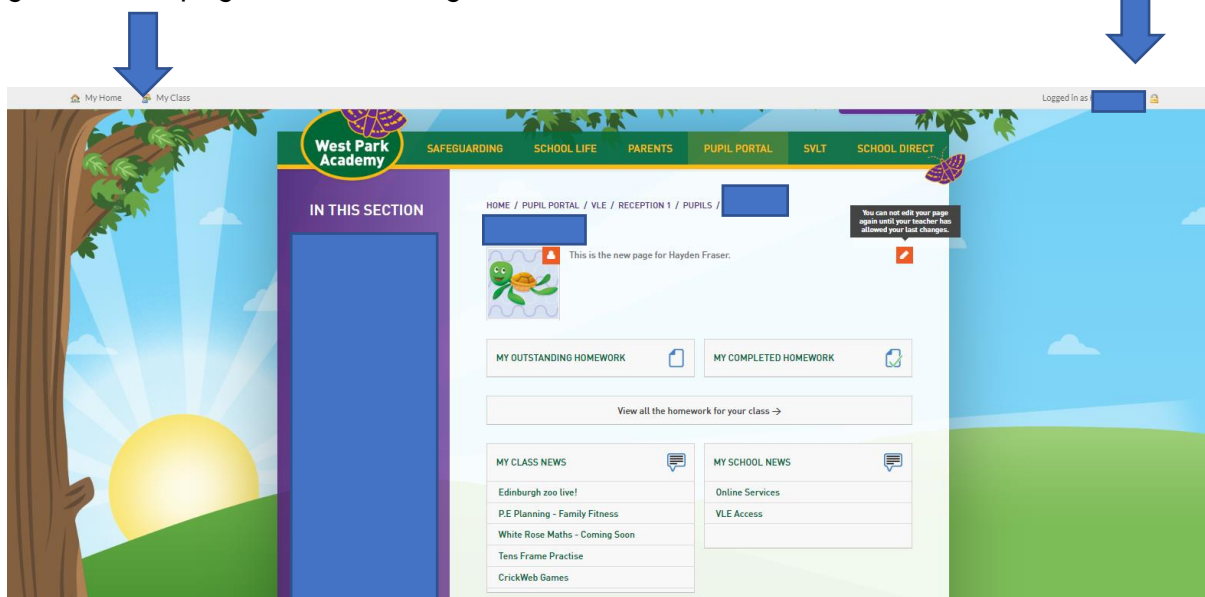 My Home My Class
Logged in as
West Park
Academy
SAFEGUARDING SCHOOL LIFE PARENTS PUPIL PORTAL SVLT SCHOOL DIRECT
IN THIS SECTION
HOME / PUPIL PORTAL / VLE / RECEPTION 1 / PUPILS /
You can not edit your page
again until your teacher has
allowed your last changes.
This is the new page for Hayden Fraser.
MY OUTSTANDING HOMEWORK
MY COMPLETED HOMEWORK
View all the homework for your class →
MY CLASS NEWS
Edinburgh zoo live!
P.E Planning - Family Fitness
White Rose Maths - Coming Soon
Tens Frame Practise
CrickWeb Games
MY SCHOOL NEWS
Online Services
VLE Access